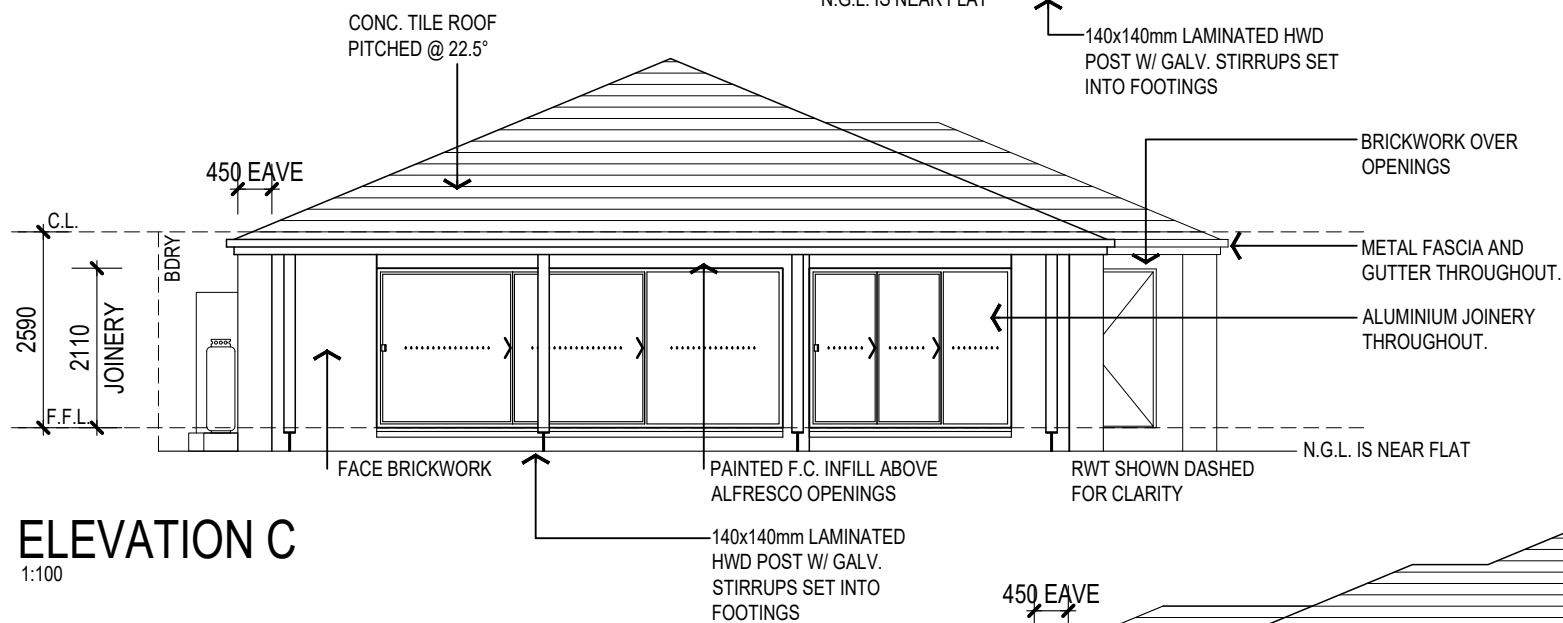 N.G.L. IS NEAR FLAT
CONC. TILE ROOF
PITCHED @ 22.5°
140x140mm LAMINATED HWD
POST W/ GALV. STIRRUPS SET
INTO FOOTINGS
BRICKWORK OVER
OPENINGS
450 EAVE
C.L.
BDRY
METAL FASCIA AND
GUTTER THROUGHOUT.
2590
2110
JOINERY
ALUMINIUM JOINERY
THROUGHOUT.
F.F.L.
N.G.L. IS NEAR FLAT
FACE BRICKWORK
PAINTED F.C. INFILL ABOVE
ALFRESCO OPENINGS
RWT SHOWN DASHED
FOR CLARITY
ELEVATION C
1:100
140x140mm LAMINATED
HWD POST W/ GALV.
STIRRUPS SET INTO
FOOTINGS
450 EAVE